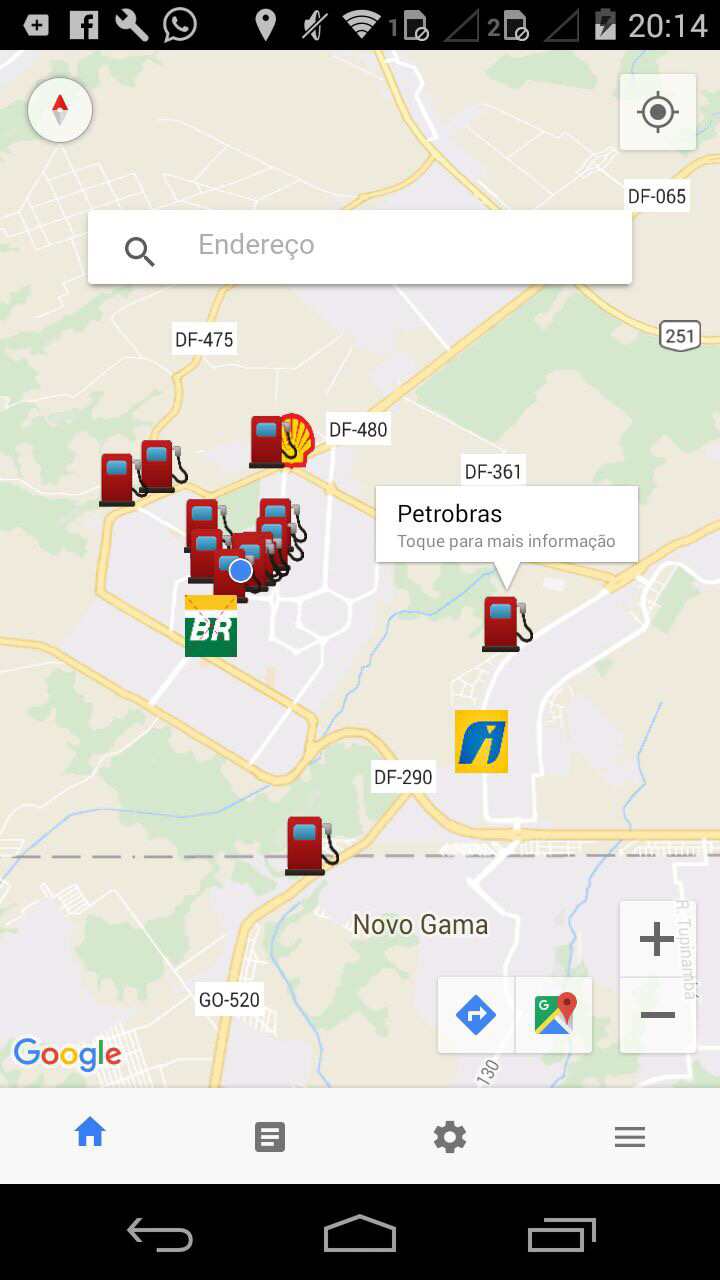 1
2
20:14
DF-065
Endereço
DF-475
251
DF-480
DF-361
Petrobras
Toque para mais informação
BR
DF-290
Novo Gama
R. Tupinambá
GO-520
G
Google
130